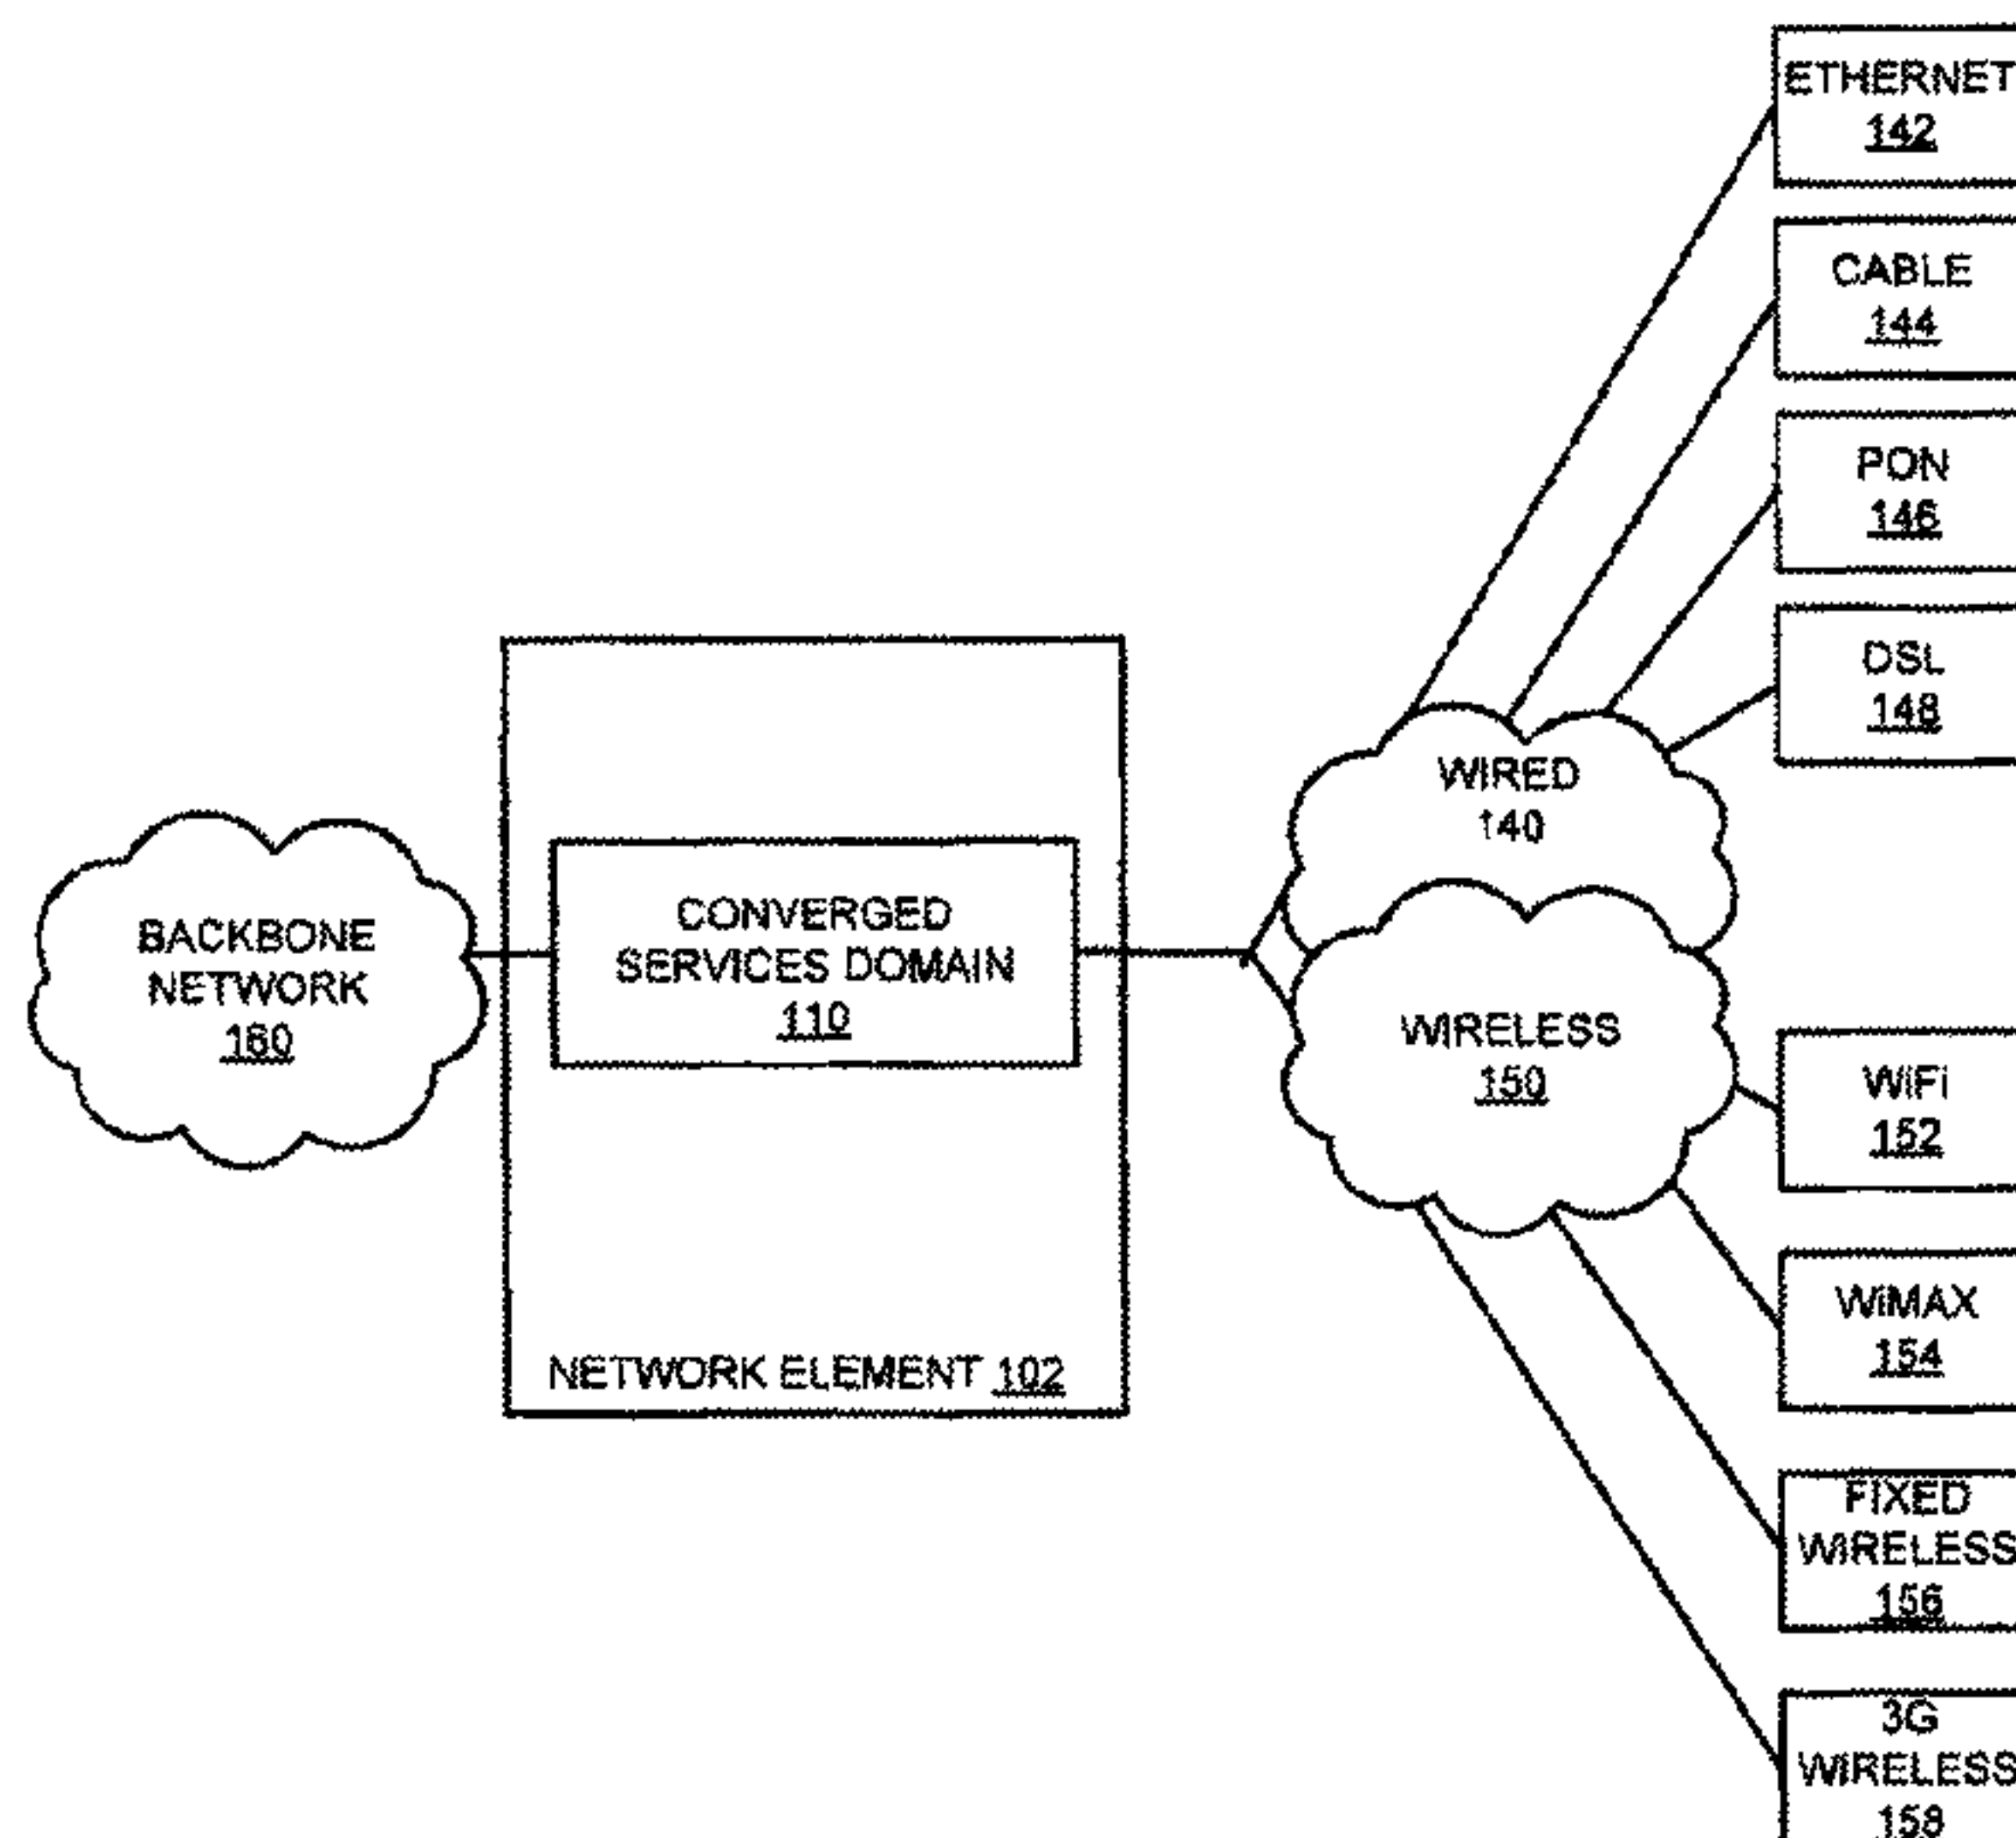 ETHERNET
142
CABLE
144
PON
146
DSL
148
WIRED
140
BACKBONE
NETWORK
160
CONVERGED
SERVICES DOMAIN
110
WIRELESS
150
NETWORK ELEMENT 102
WiFi
152
WiMAX
154
FIXED
WIRELESS
156
3G
WIRELESS
158